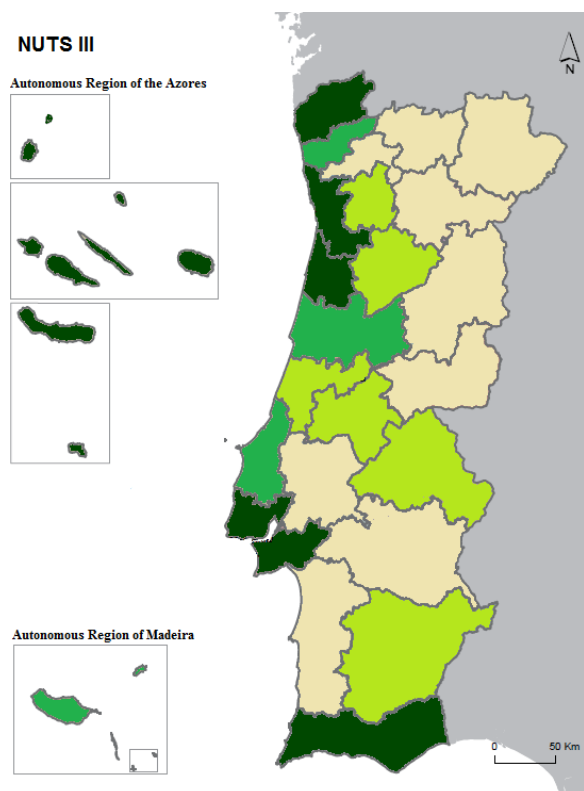 NUTS III
N
Autonomous Region of the Azores
Autonomous Region of Madeira
0 50 Km